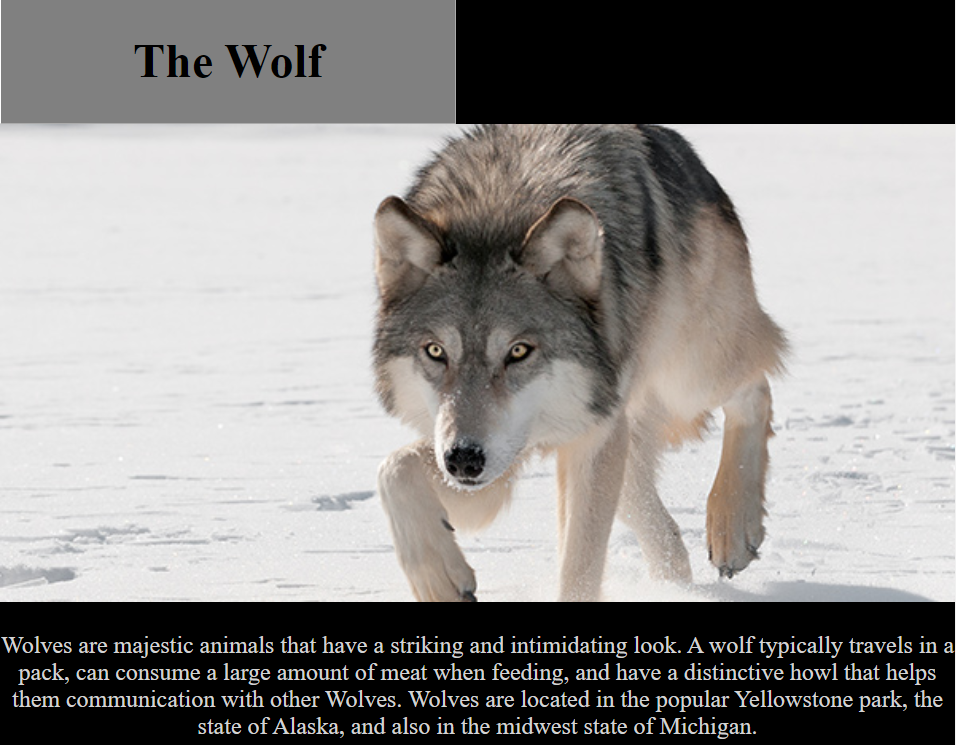 The Wolf
Wolves are majestic animals that have a striking and intimidating look. A wolf typically travels in a
pack, can consume a large amount of meat when feeding, and have a distinctive howl that helps
them communication with other Wolves. Wolves are located in the popular Yellowstone park, the
state of Alaska, and also in the midwest state of Michigan.